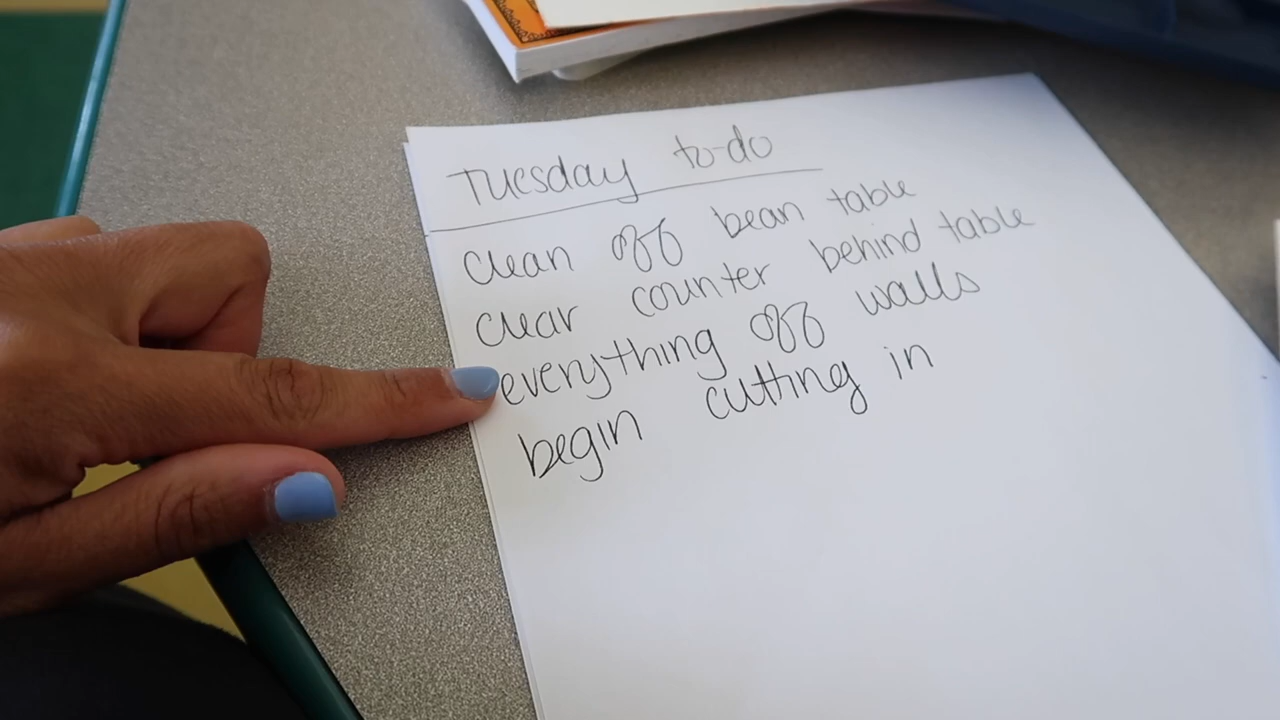 Tuesday to-do
clean off bean table
clear counter behind table
everything off walls
begin cutting in